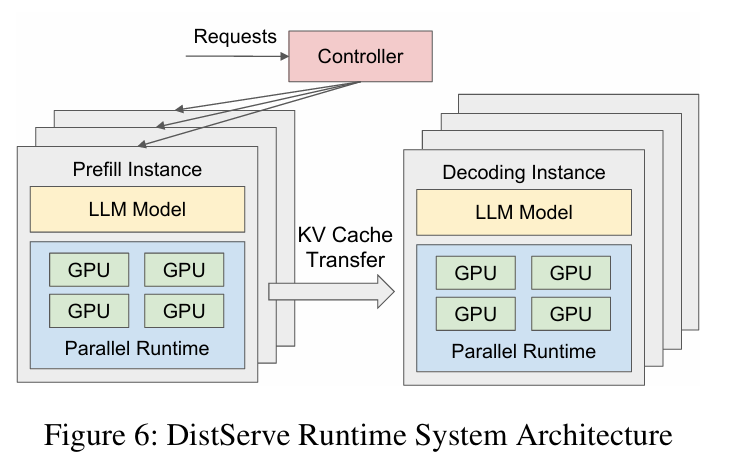 Requests
Controller
Prefill Instance
LLM Model
GPU
GPU
GPU
GPU
Parallel Runtime
KV Cache
Transfer
Decoding Instance
LLM Model
GPU
GPU
GPU
GPU
Parallel Runtime
Figure 6: DistServe Runtime System Architecture